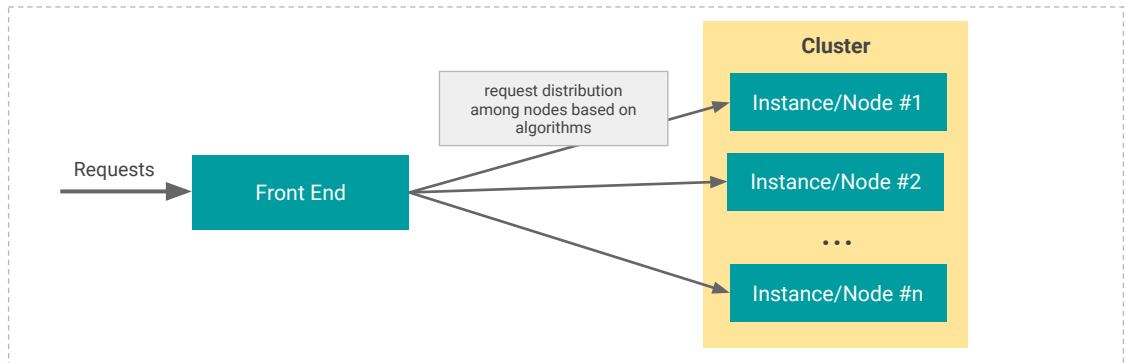 Cluster
request distribution
among nodes based on
algorithms
Instance/Node #1
Requests
Front End
Instance/Node #2
...
Instance/Node #n